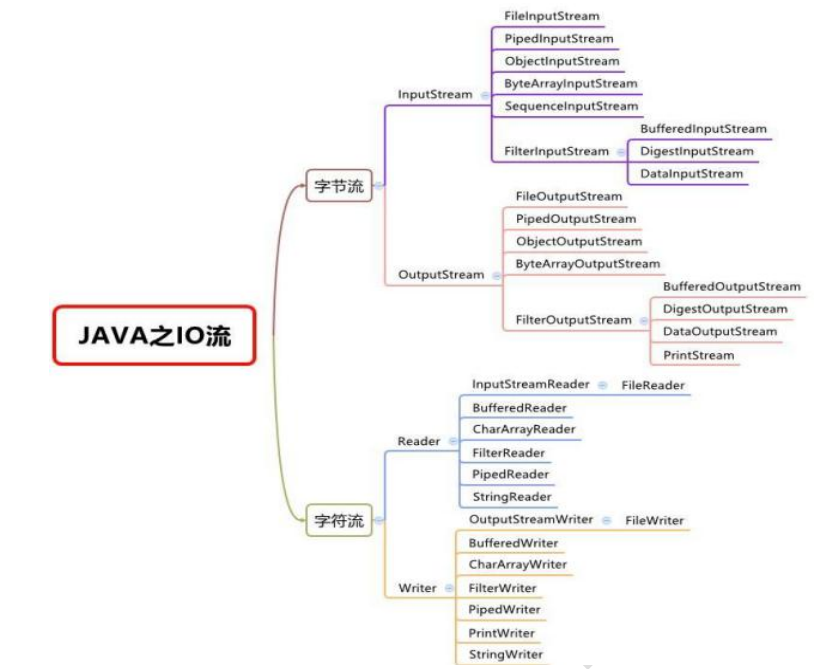 JAVA之IO流
字节流
InputStream
FileInputStream
PipedInputStream
ObjectInputStream
ByteArrayInputStream
SequenceInputStream
FilterInputStream
BufferedInputStream
DigestInputStream
DataInputStream
OutputStream
FileOutputStream
PipedOutputStream
ObjectOutputStream
ByteArrayOutputStream
FilterOutputStream
BufferedOutputStream
DigestOutputStream
DataOutputStream
PrintStream
字符流
Reader
InputStreamReader
FileReader
BufferedReader
CharArrayReader
FilterReader
PipedReader
StringReader
Writer
OutputStreamWriter
FileWriter
BufferedWriter
CharArrayWriter
FilterWriter
PipedWriter
PrintWriter
StringWriter